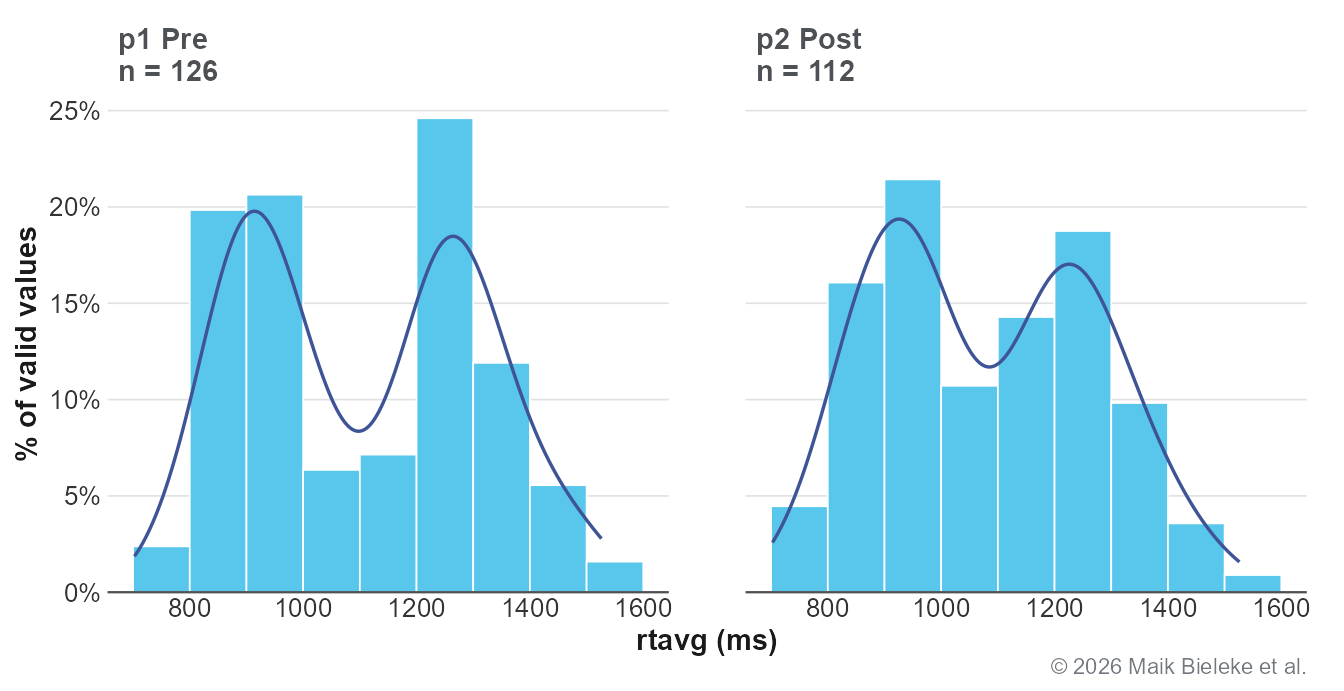 p1 Pre
n = 126
p2 Post
n = 112
% of valid values
25%
20%
15%
10%
5%
0%
800 1000 1200 1400 1600
800 1000 1200 1400 1600
rtavg (ms)
© 2026 Maik Bieleke et al.